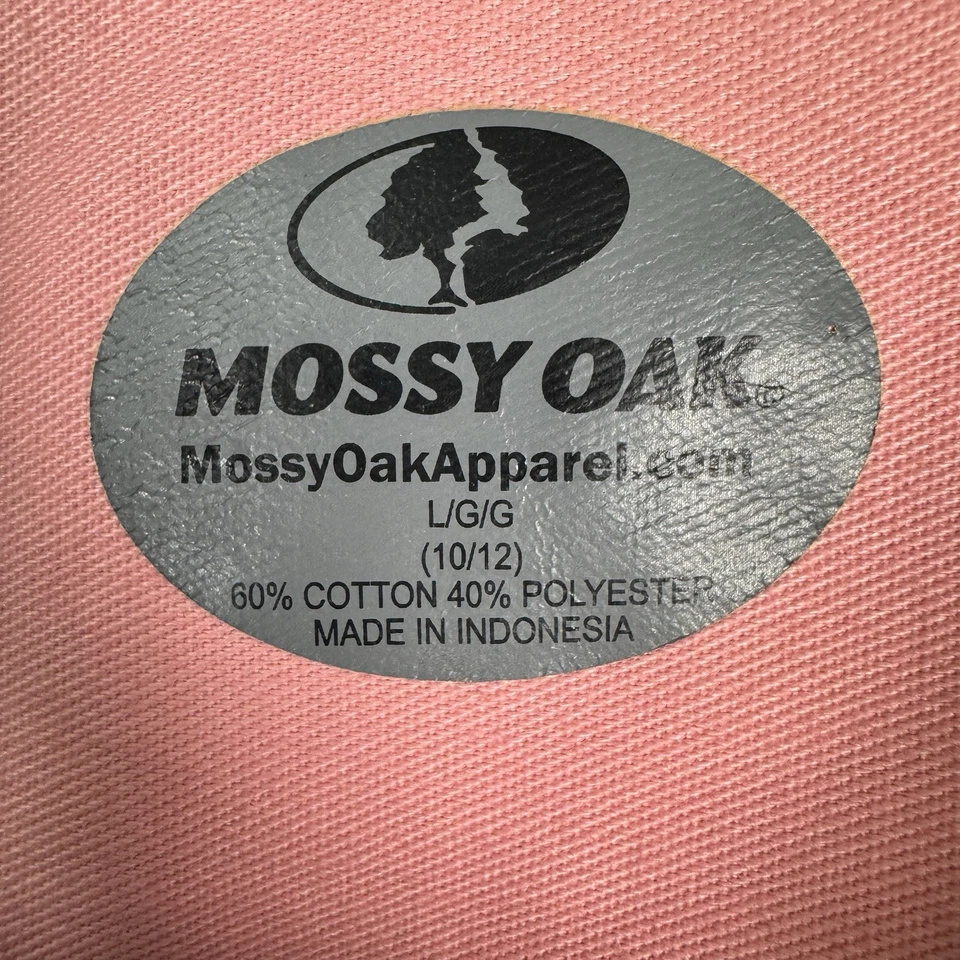 MOSSY OAK®
MossyOakApparel.com
L/G/G
(10/12)
60% COTTON 40% POLYESTER
MADE IN INDONESIA